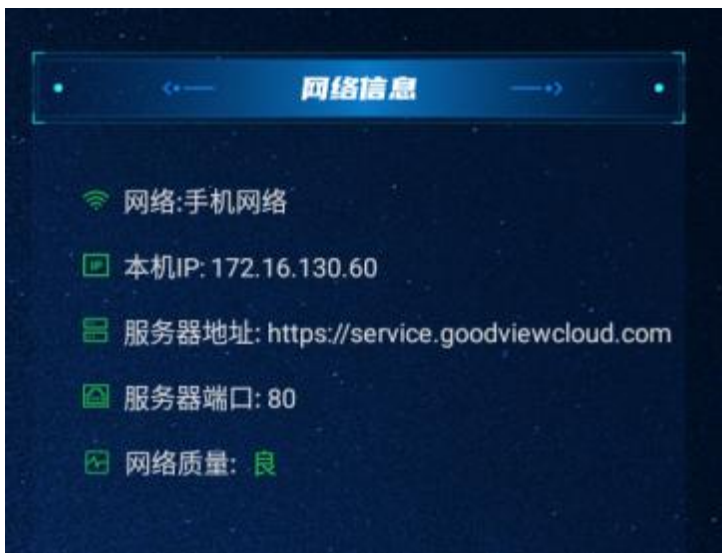 网络信息
网络:手机网络
IP
本机IP: 172.16.130.60
服务器地址: https://service.goodviewcloud.com
服务器端口: 80
网络质量: 良